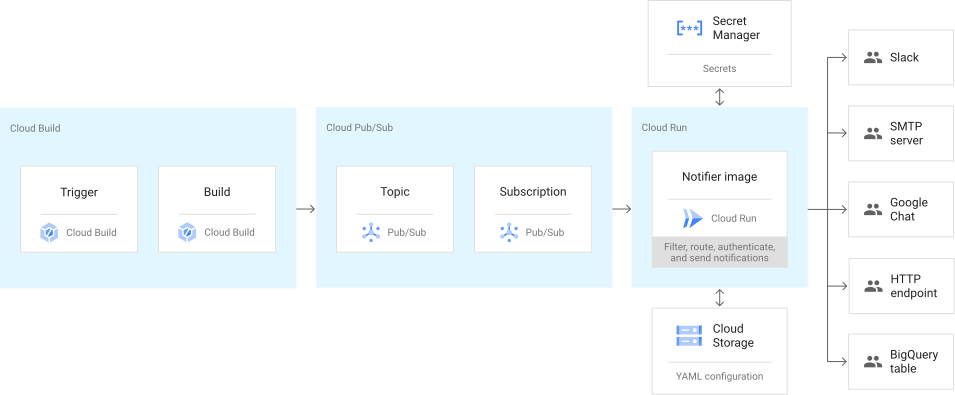 Secret
Manager
Secrets
Cloud Build
Trigger
Cloud Build
Build
Cloud Build
Cloud Pub/Sub
Topic
Pub/Sub
Subscription
Pub/Sub
Cloud Run
Notifier image
Cloud Run
Filter, route, authenticate,
and send notifications
Cloud
Storage
YAML configuration
Slack
SMTP
server
Google
Chat
HTTP
endpoint
BigQuery
table